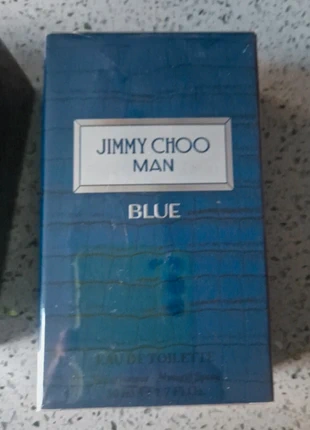 JIMMY CHOO
MAN
BLUE
EAU DE TOILETTE